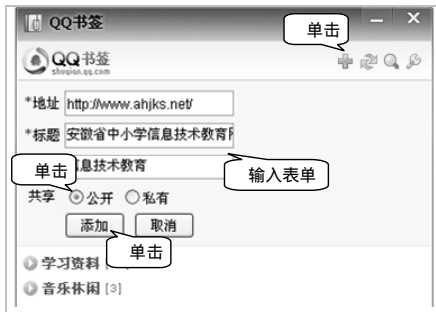 QQ书签
单击
QQ书签
shuqian.qq.com
*地址 http://www.ahjks.net/
*标题 安徽省中小学信息技术教育
单击 息技术教育
输入表单
共享 公开 私有
添加 取消
单击
学习资料 [
音乐休闲 [3]